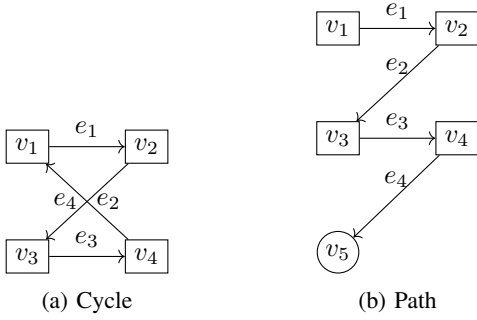 e₁
v₁ v₂
e₂
v₃ e₃ v₄
e₄
v₅
e₁
v₁ v₂
e₄ e₂
e₃
v₃ v₄
(a) Cycle (b) Path